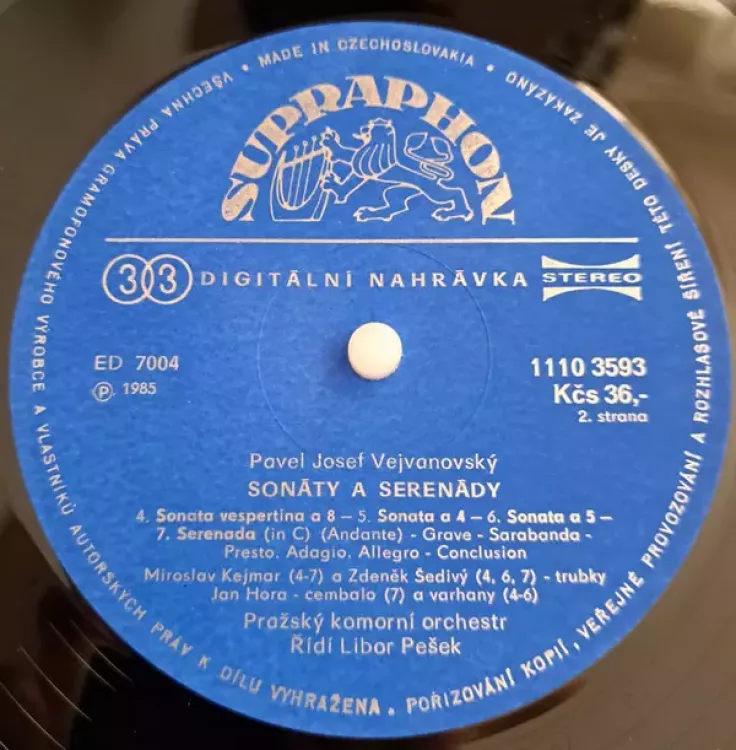 VŠECHNA PRÁVA GRAMOFONOVÉHO VÝROBCE A VLASTNÍKŮ AUTORSKÝCH PRÁV K DÍLU VYHRAŽENA. POŘIZOVÁNÍ KOPIÍ, VEŘEJNÉ PROVOZOVÁNÍ A ROZHLASOVÉ ŠÍŘENÍ TÉTO DESKY JE ZAKÁZÁNO • MADE IN CZECHOSLOVAKIA •
SUPRAPHON
33 DIGITÁLNÍ NAHRÁVKA STEREO
ED 7004
Ⓟ 1985
1110 3593
Kčs 36,-
2. strana
Pavel Josef Vejvanovský
SONÁTY A SERENÁDY
4. Sonata vespertina a 8 – 5. Sonata a 4 – 6. Sonata a 5 –
7. Serenada (in C) (Andante) - Grave - Sarabanda -
Presto. Adagio. Allegro - Conclusion
Miroslav Kejmar (4-7) a Zdeněk Šedivý (4, 6, 7) - trubky
Jan Hora - cembalo (7) a varhany (4-6)
Pražský komorní orchestr
Řídí Libor Pešek